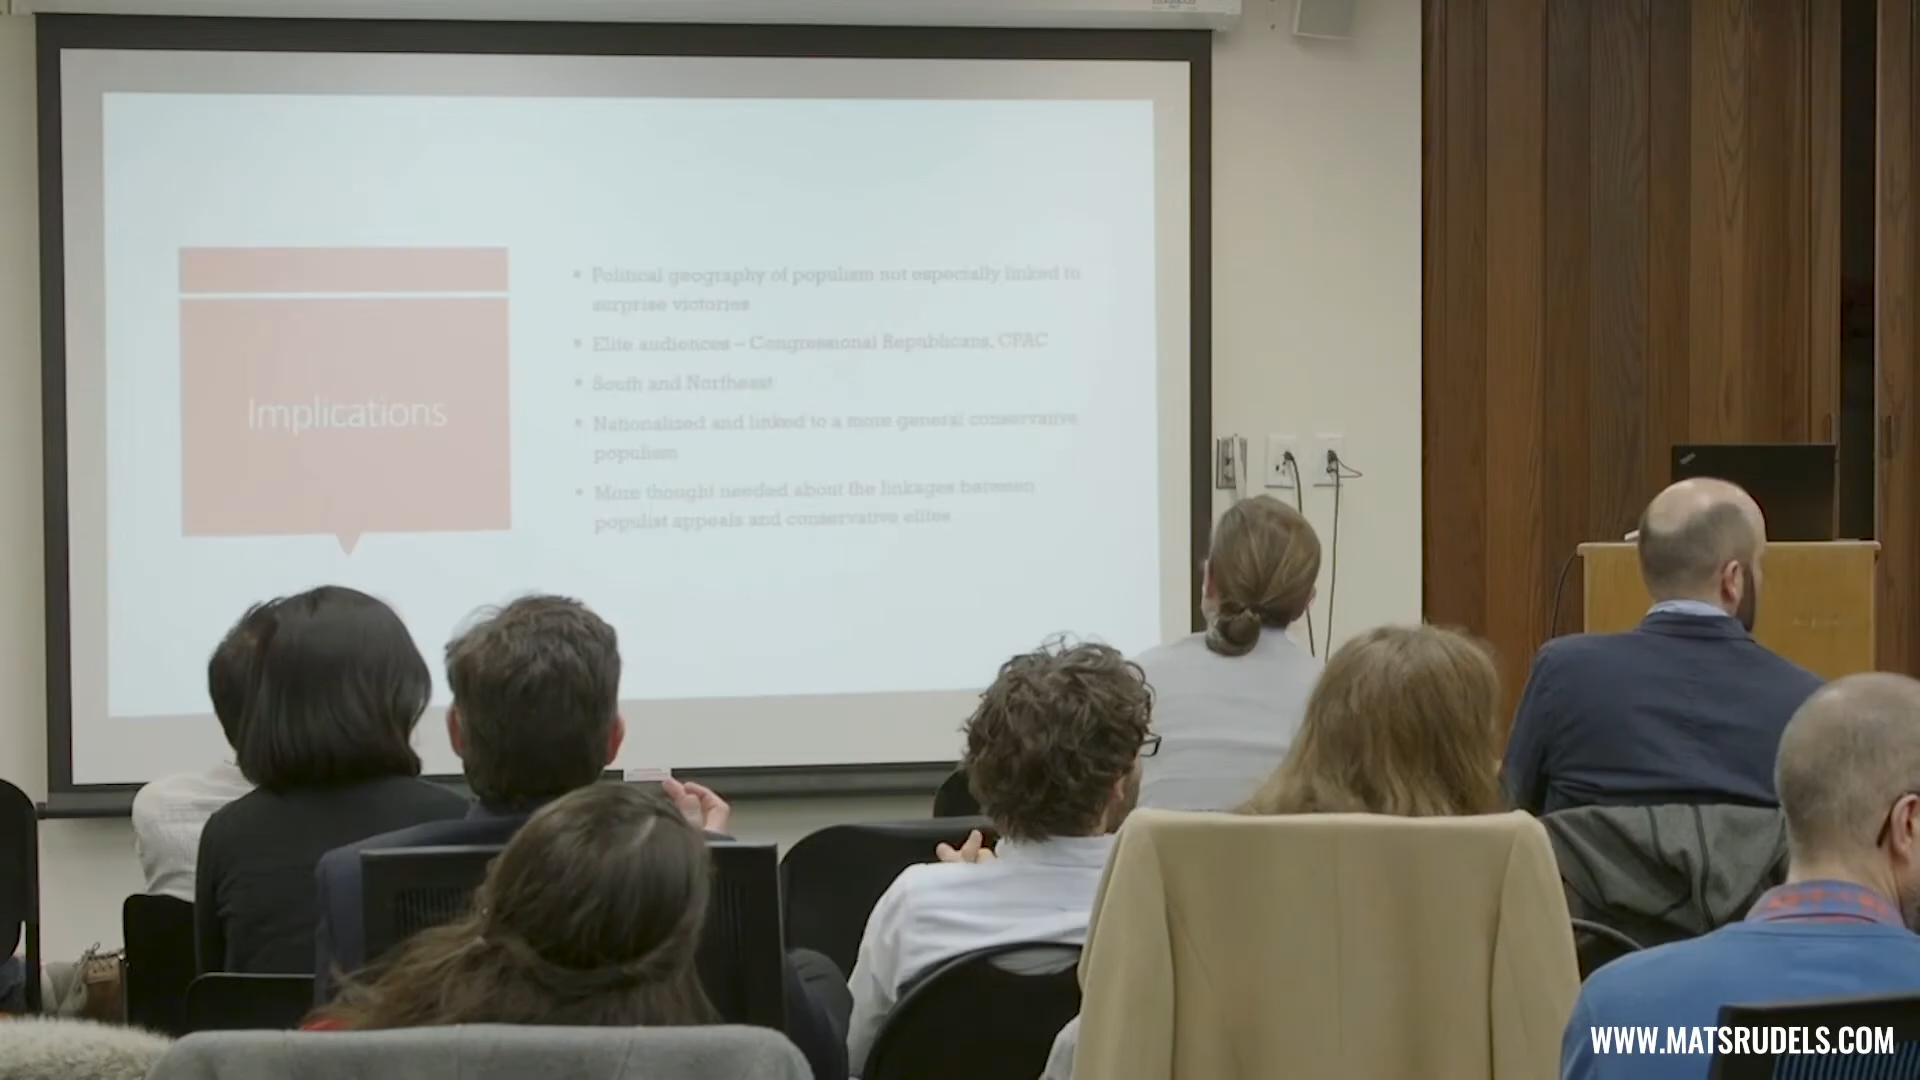 Implications
▪ Political geography of populism not especially linked to
surprise victories
▪ Elite audiences – Congressional Republicans, CPAC
▪ South and Northeast
▪ Nationalized and linked to a more general conservative
populism
▪ More thought needed about the linkages between
populist appeals and conservative elites
WWW.MATSRUDELS.COM